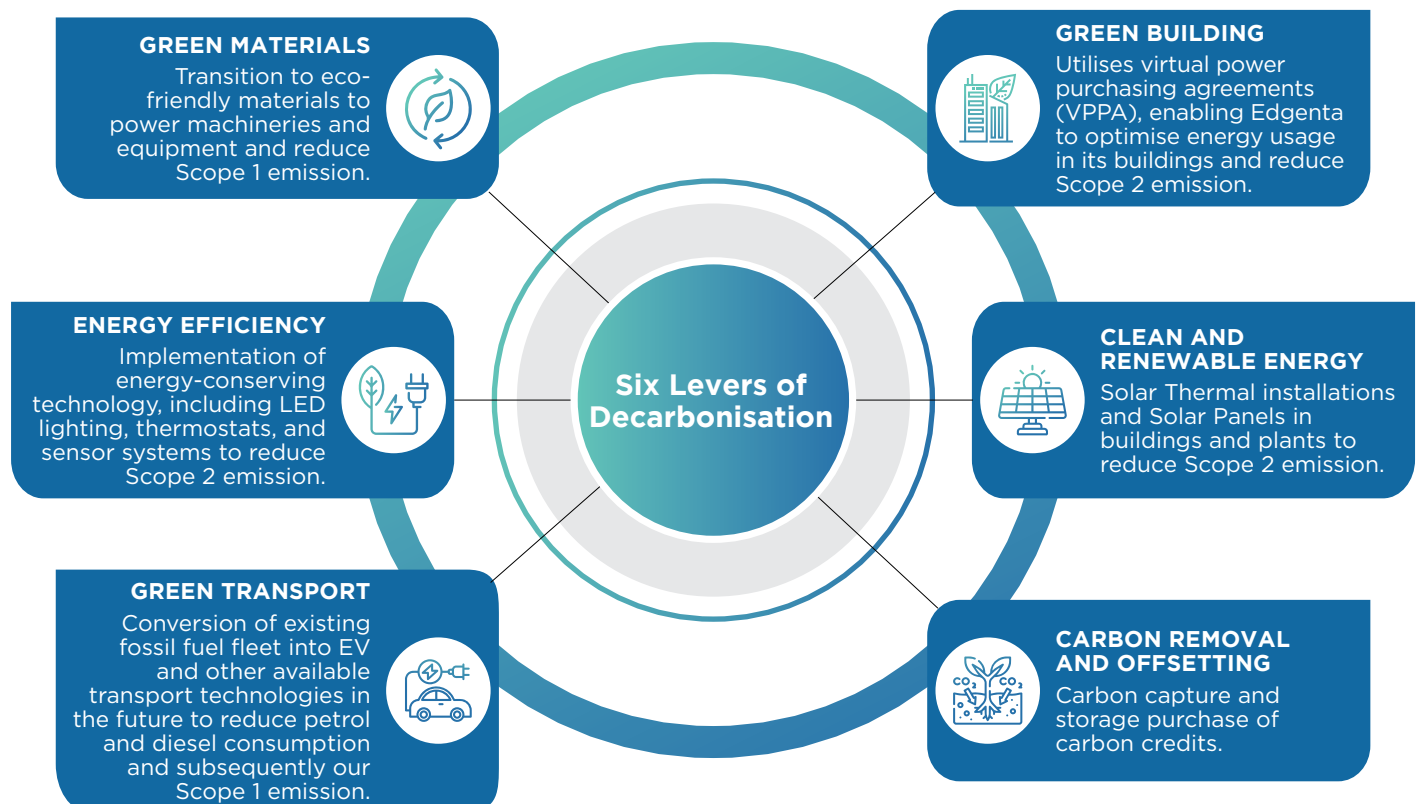 GREEN MATERIALS
Transition to eco-
friendly materials to
power machineries and
equipment and reduce
Scope 1 emission.
GREEN BUILDING
Utilises virtual power
purchasing agreements
(VPPA), enabling Edgenta
to optimise energy usage
in its buildings and reduce
Scope 2 emission.
ENERGY EFFICIENCY
Implementation of
energy-conserving
technology, including LED
lighting, thermostats, and
sensor systems to reduce
Scope 2 emission.
Six Levers of
Decarbonisation
CLEAN AND
RENEWABLE ENERGY
Solar Thermal installations
and Solar Panels in
buildings and plants to
reduce Scope 2 emission.
GREEN TRANSPORT
Conversion of existing
fossil fuel fleet into EV
and other available
transport technologies in
the future to reduce petrol
and diesel consumption
and subsequently our
Scope 1 emission.
CO₂ CO₂
CARBON REMOVAL
AND OFFSETTING
Carbon capture and
storage purchase of
carbon credits.